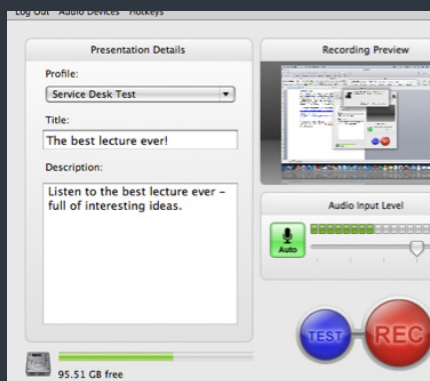 Log Out Audio Devices Hotkeys
Presentation Details
Profile:
Service Desk Test
Title:
The best lecture ever!
Description:
Listen to the best lecture ever –
full of interesting ideas.
95.51 GB free
Recording Preview
Audio Input Level
Auto
TEST
REC